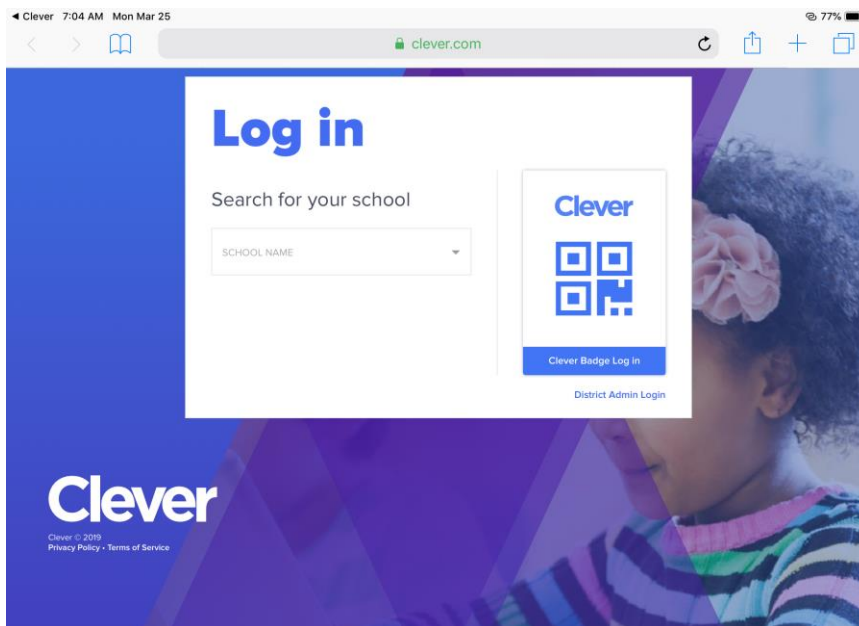 ◄ Clever 7:04 AM Mon Mar 25 77%
clever.com
Log in
Search for your school
SCHOOL NAME
Clever
Clever Badge Log in
District Admin Login
Clever
Clever © 2019
Privacy Policy • Terms of Service